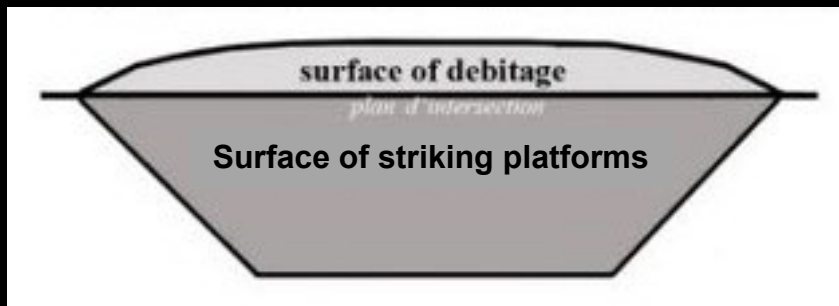 surface of debitage
plan d'intersection
Surface of striking platforms